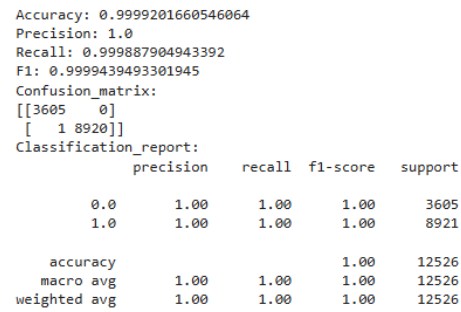 Accuracy: 0.9999201660546064
Precision: 1.0
Recall: 0.999887904943392
F1: 0.9999439493301945
Confusion_matrix:
[[3605    0]
 [   1 8920]]
Classification_report:
              precision    recall  f1-score   support

         0.0       1.00      1.00      1.00      3605
         1.0       1.00      1.00      1.00      8921

    accuracy                           1.00     12526
   macro avg       1.00      1.00      1.00     12526
weighted avg       1.00      1.00      1.00     12526